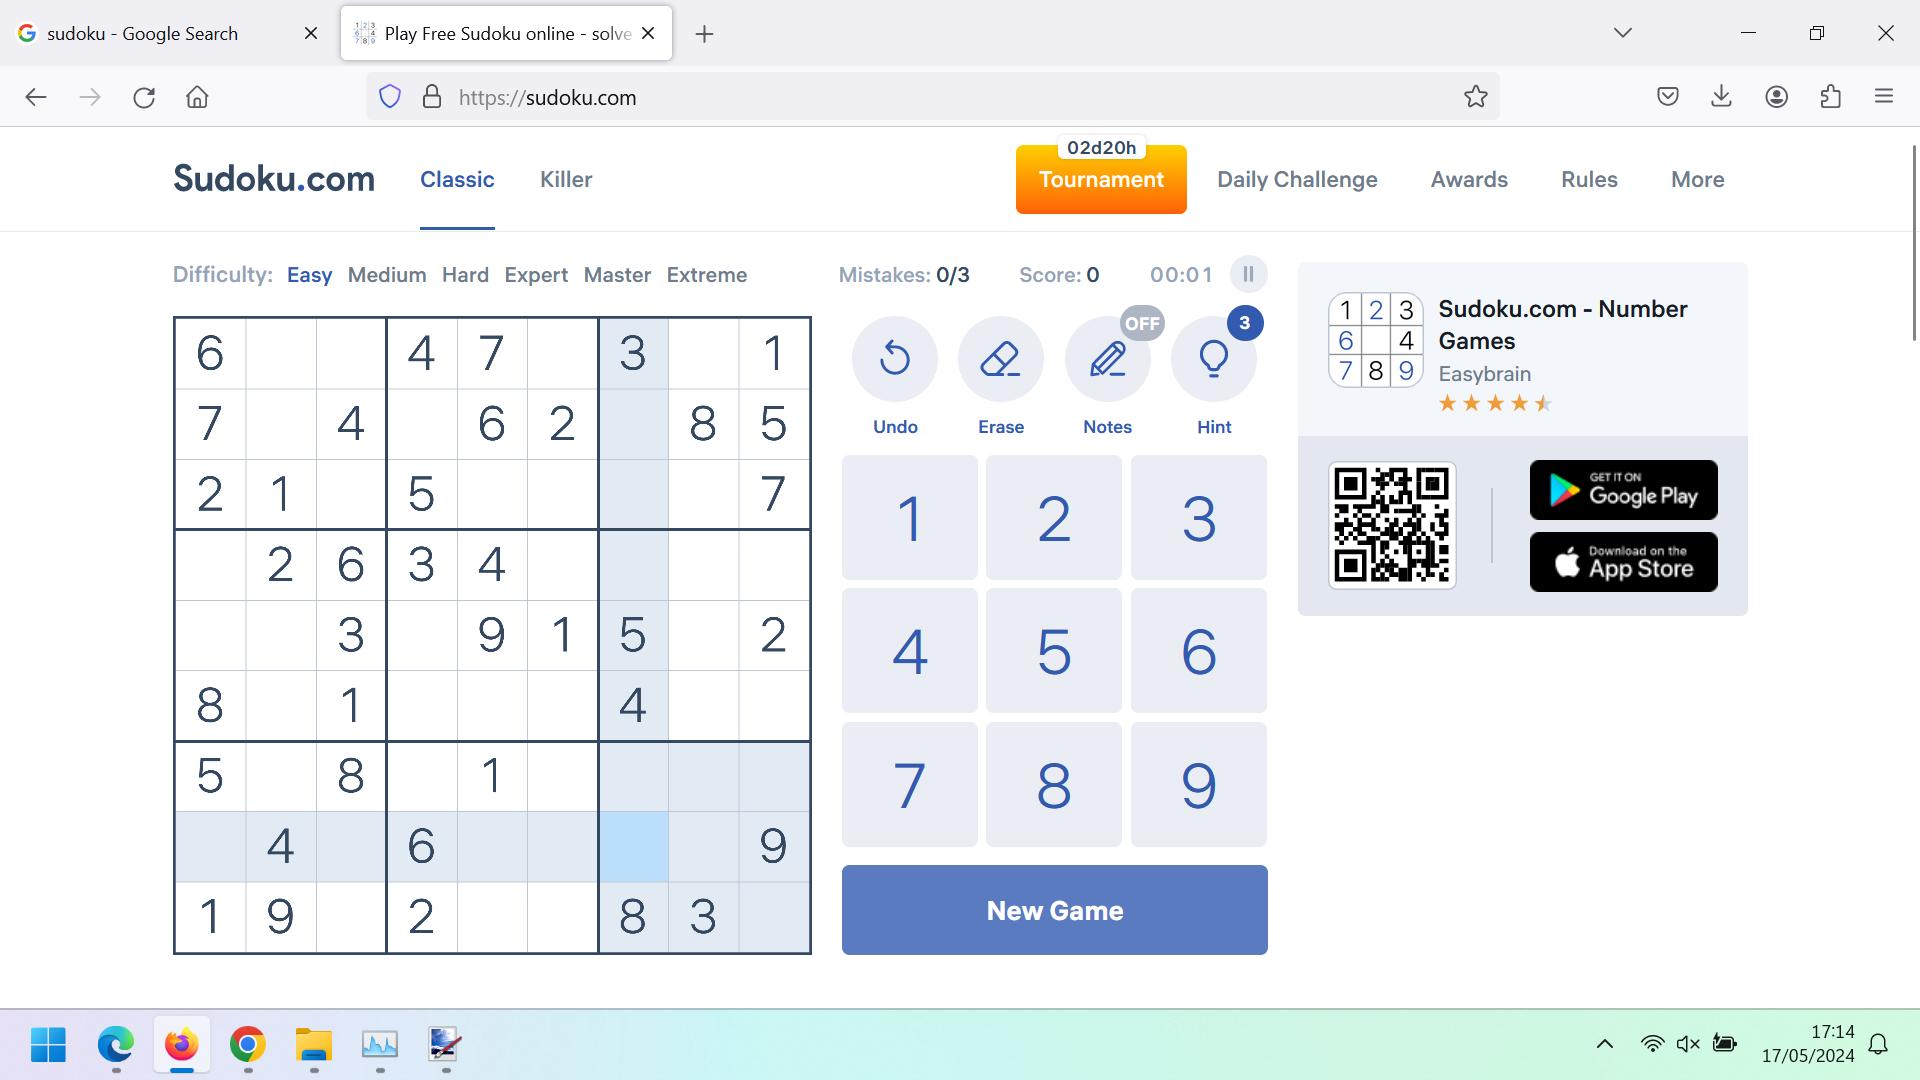 sudoku - Google Search
Play Free Sudoku online - solve
https://sudoku.com
02d20h
Sudoku.com Classic Killer Tournament Daily Challenge Awards Rules More
Difficulty: Easy Medium Hard Expert Master Extreme
Mistakes: 0/3 Score: 0 00:01
6 4 7 3 1
7 4 6 2 8 5
2 1 5 7
2 6 3 4
3 9 1 5 2
8 1 4
5 8 1
4 6 9
1 9 2 8 3
OFF 3
Undo Erase Notes Hint
1 2 3
4 5 6
7 8 9
New Game
1 2 3
6 4
7 8 9
Sudoku.com - Number
Games
Easybrain
GET IT ON
Google Play
Download on the
App Store
17:14
17/05/2024